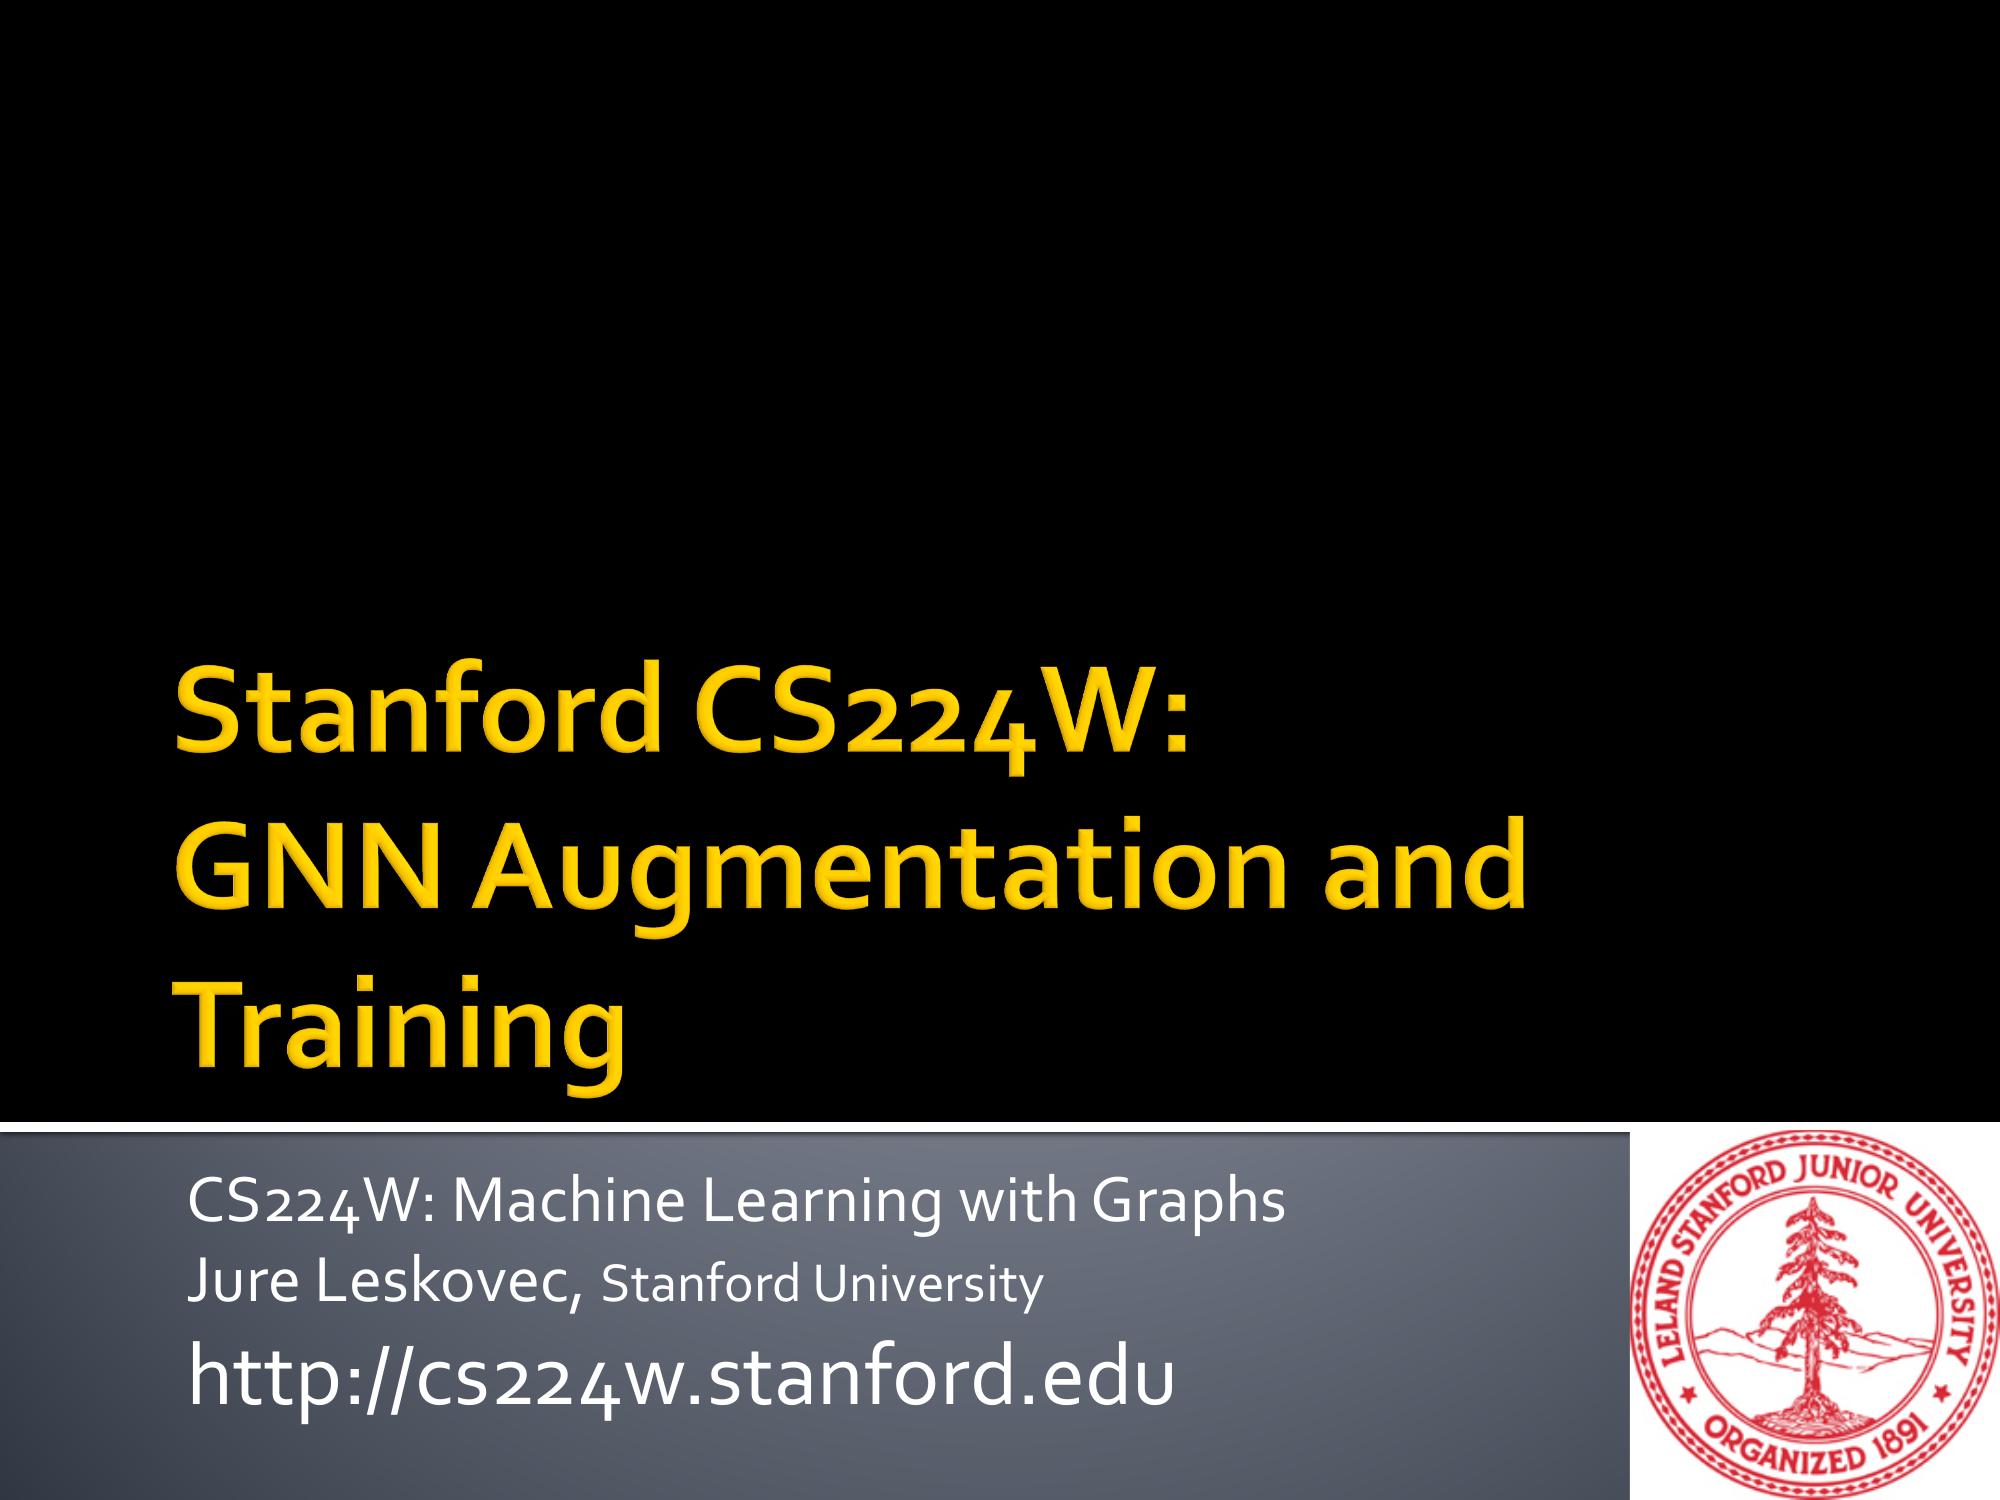 Stanford CS224W:
GNN Augmentation and
Training
CS224W: Machine Learning with Graphs
Jure Leskovec, Stanford University
http://cs224w.stanford.edu
LELAND STANFORD JUNIOR UNIVERSITY
ORGANIZED 1891